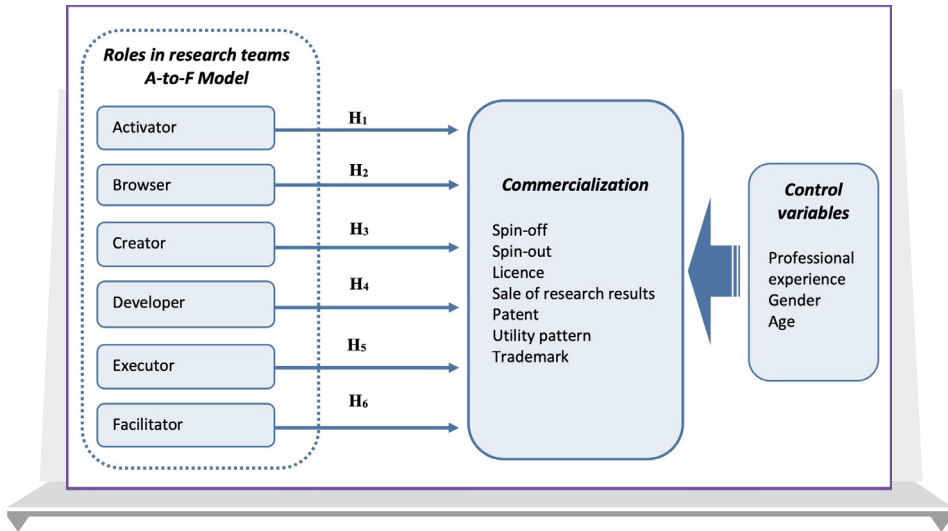 Roles in research teams
A-to-F Model
Activator
Browser
Creator
Developer
Executor
Facilitator
H1
H2
H3
H4
H5
H6
Commercialization
Spin-off
Spin-out
Licence
Sale of research results
Patent
Utility pattern
Trademark
Control
variables
Professional
experience
Gender
Age